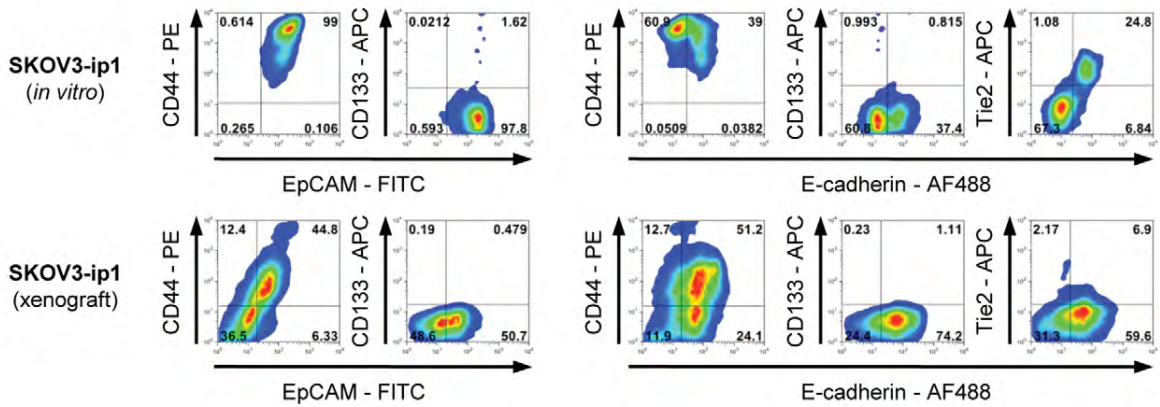 SKOV3-ip1
(in vitro)
CD44 - PE
0.614 99
0.265 0.106
CD133 - APC
0.0212 1.62
0.593 97.8
EpCAM - FITC
CD44 - PE
60.9 39
0.0509 0.0382
CD133 - APC
0.993 0.815
60.8 37.4
Tie2 - APC
1.08 24.8
67.3 6.84
E-cadherin - AF488
SKOV3-ip1
(xenograft)
CD44 - PE
12.4 44.8
36.5 6.33
CD133 - APC
0.19 0.479
48.6 50.7
EpCAM - FITC
CD44 - PE
12.7 51.2
11.9 24.1
CD133 - APC
0.23 1.11
24.4 74.2
Tie2 - APC
2.17 6.9
31.3 59.6
E-cadherin - AF488